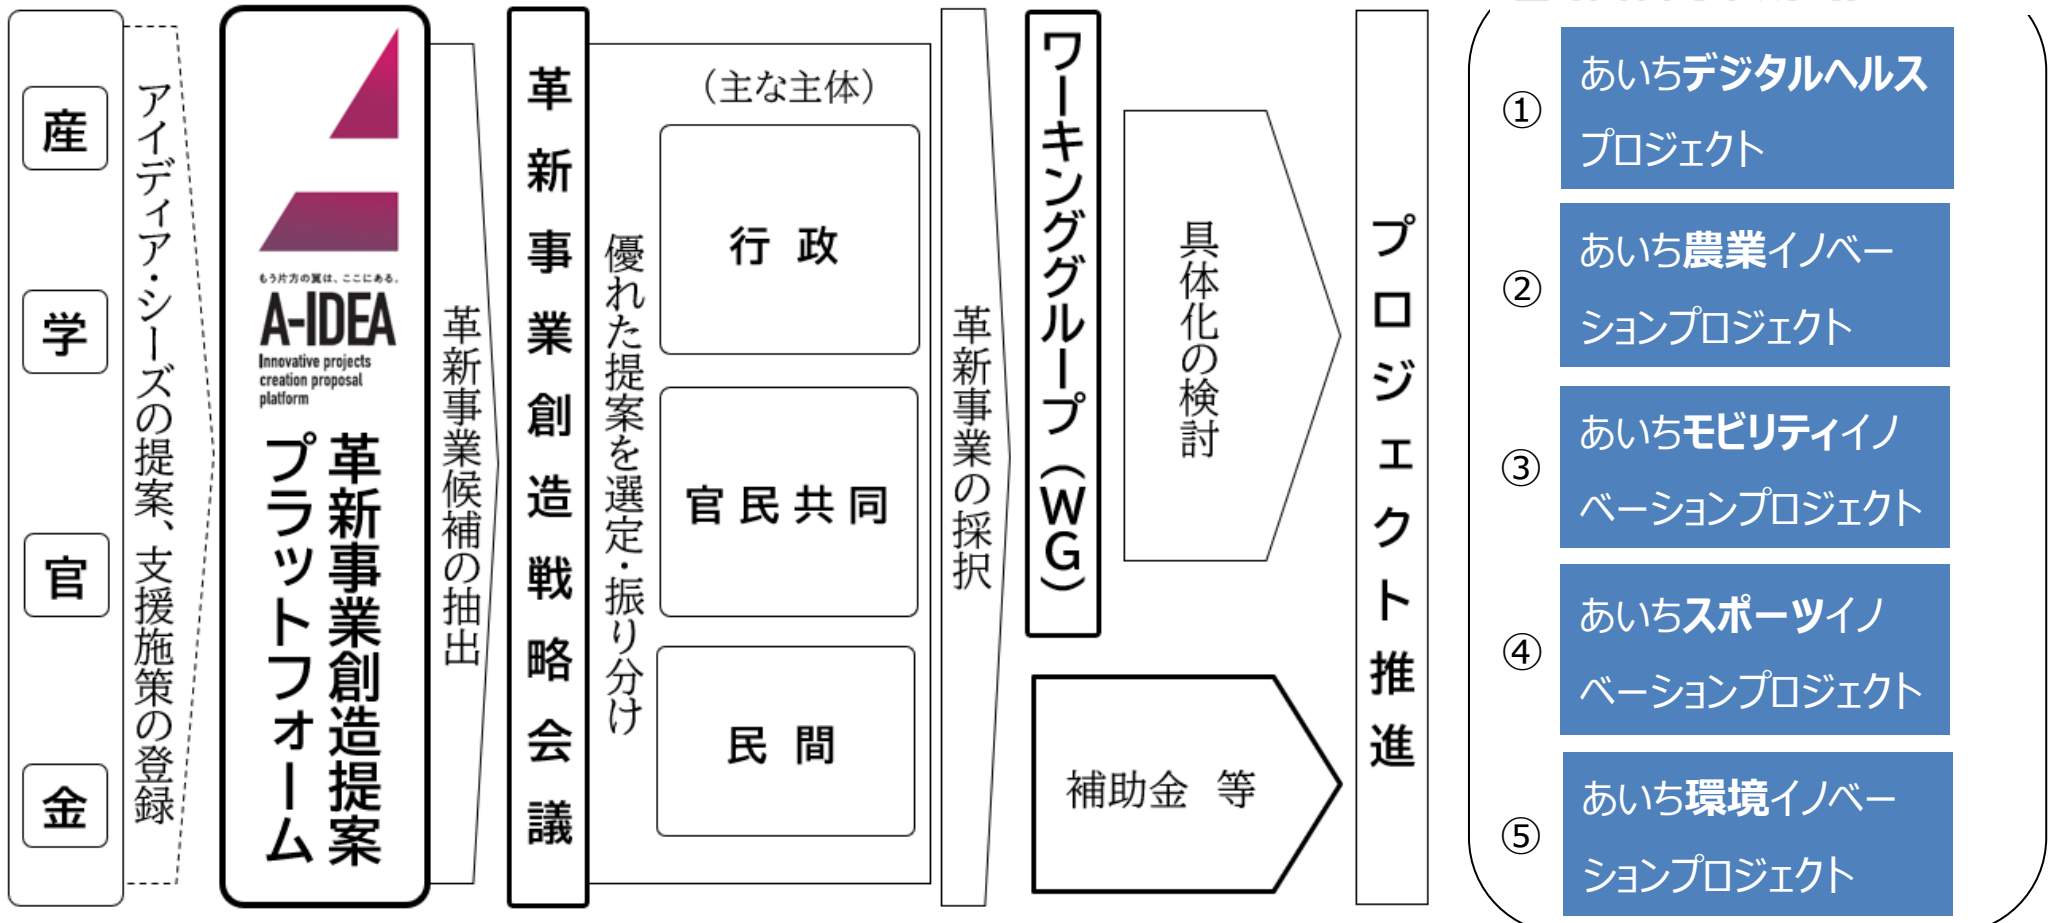 産
学
官
金
アイディア・シーズの提案、支援施策の登録
もう片方の翼は、ここにある。
A-IDEA
Innovative projects
creation proposal
platform
革新事業創造提案
プラットフォーム
革新事業候補の抽出
革新事業創造戦略会議
優れた提案を選定・振り分け
（主な主体）
行政
官民共同
民間
革新事業の採択
ワーキンググループ（WG）
具体化の検討
補助金 等
プロジェクト推進
①
あいちデジタルヘルス
プロジェクト
②
あいち農業イノベー
ションプロジェクト
③
あいちモビリティイノ
ベーションプロジェクト
④
あいちスポーツイノ
ベーションプロジェクト
⑤
あいち環境イノベー
ションプロジェクト